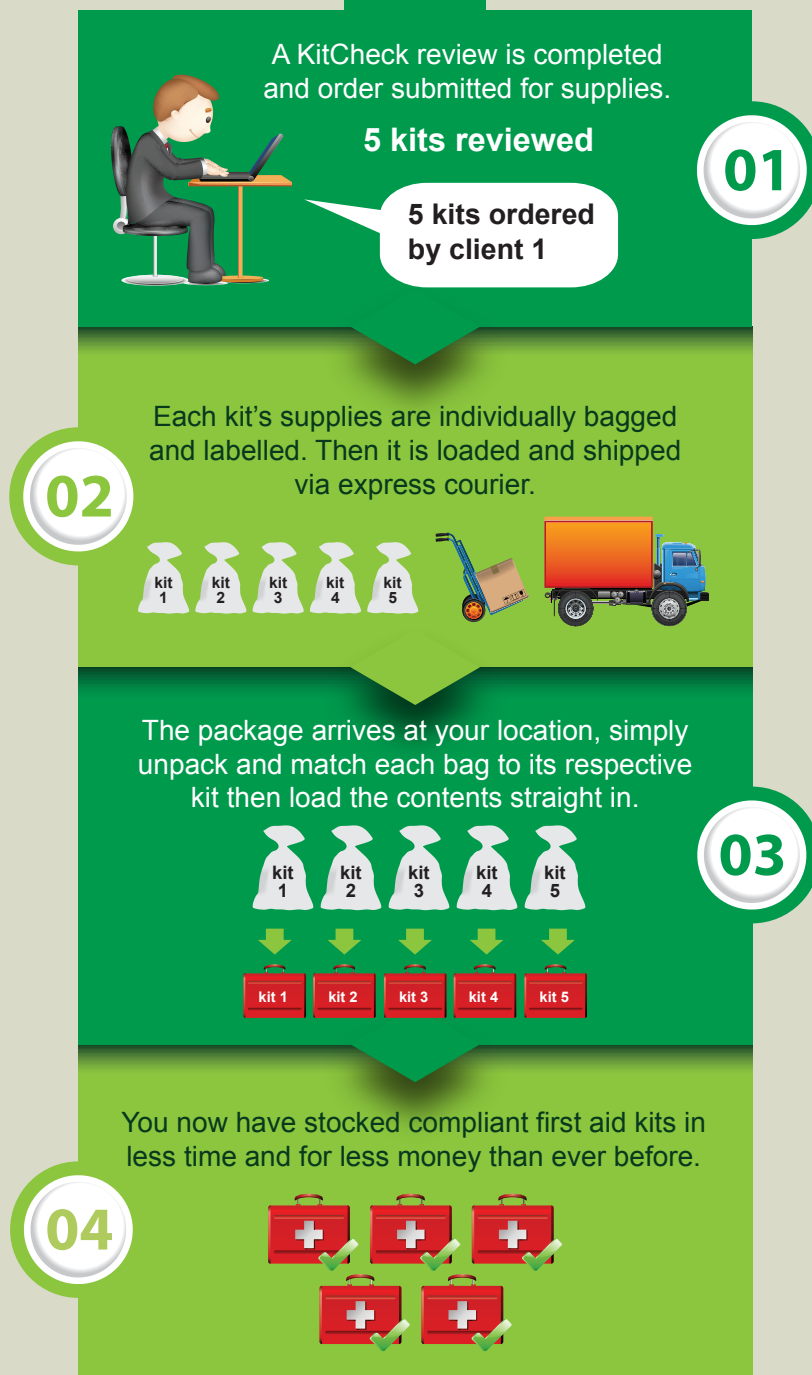 A KitCheck review is completed
and order submitted for supplies.
5 kits reviewed
01
5 kits ordered
by client 1
Each kit's supplies are individually bagged
and labelled. Then it is loaded and shipped
via express courier.
02
kit
1
kit
2
kit
3
kit
4
kit
5
The package arrives at your location, simply
unpack and match each bag to its respective
kit then load the contents straight in.
03
kit
1
kit
2
kit
3
kit
4
kit
5
kit 1
kit 2
kit 3
kit 4
kit 5
You now have stocked compliant first aid kits in
less time and for less money than ever before.
04